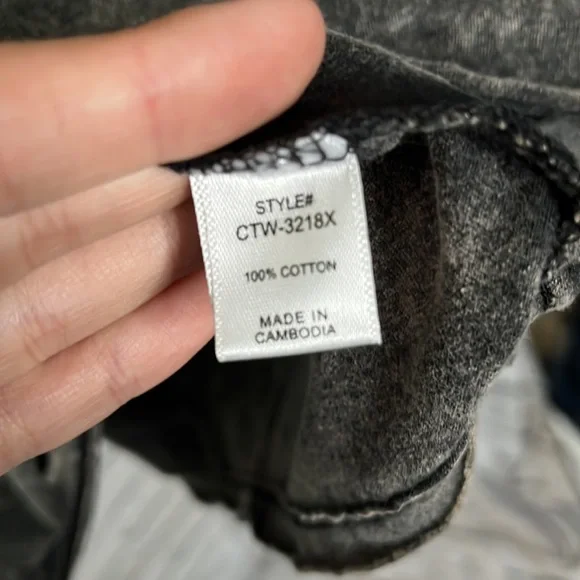 STYLE#
CTW-3218X
100% COTTON
MADE IN
CAMBODIA